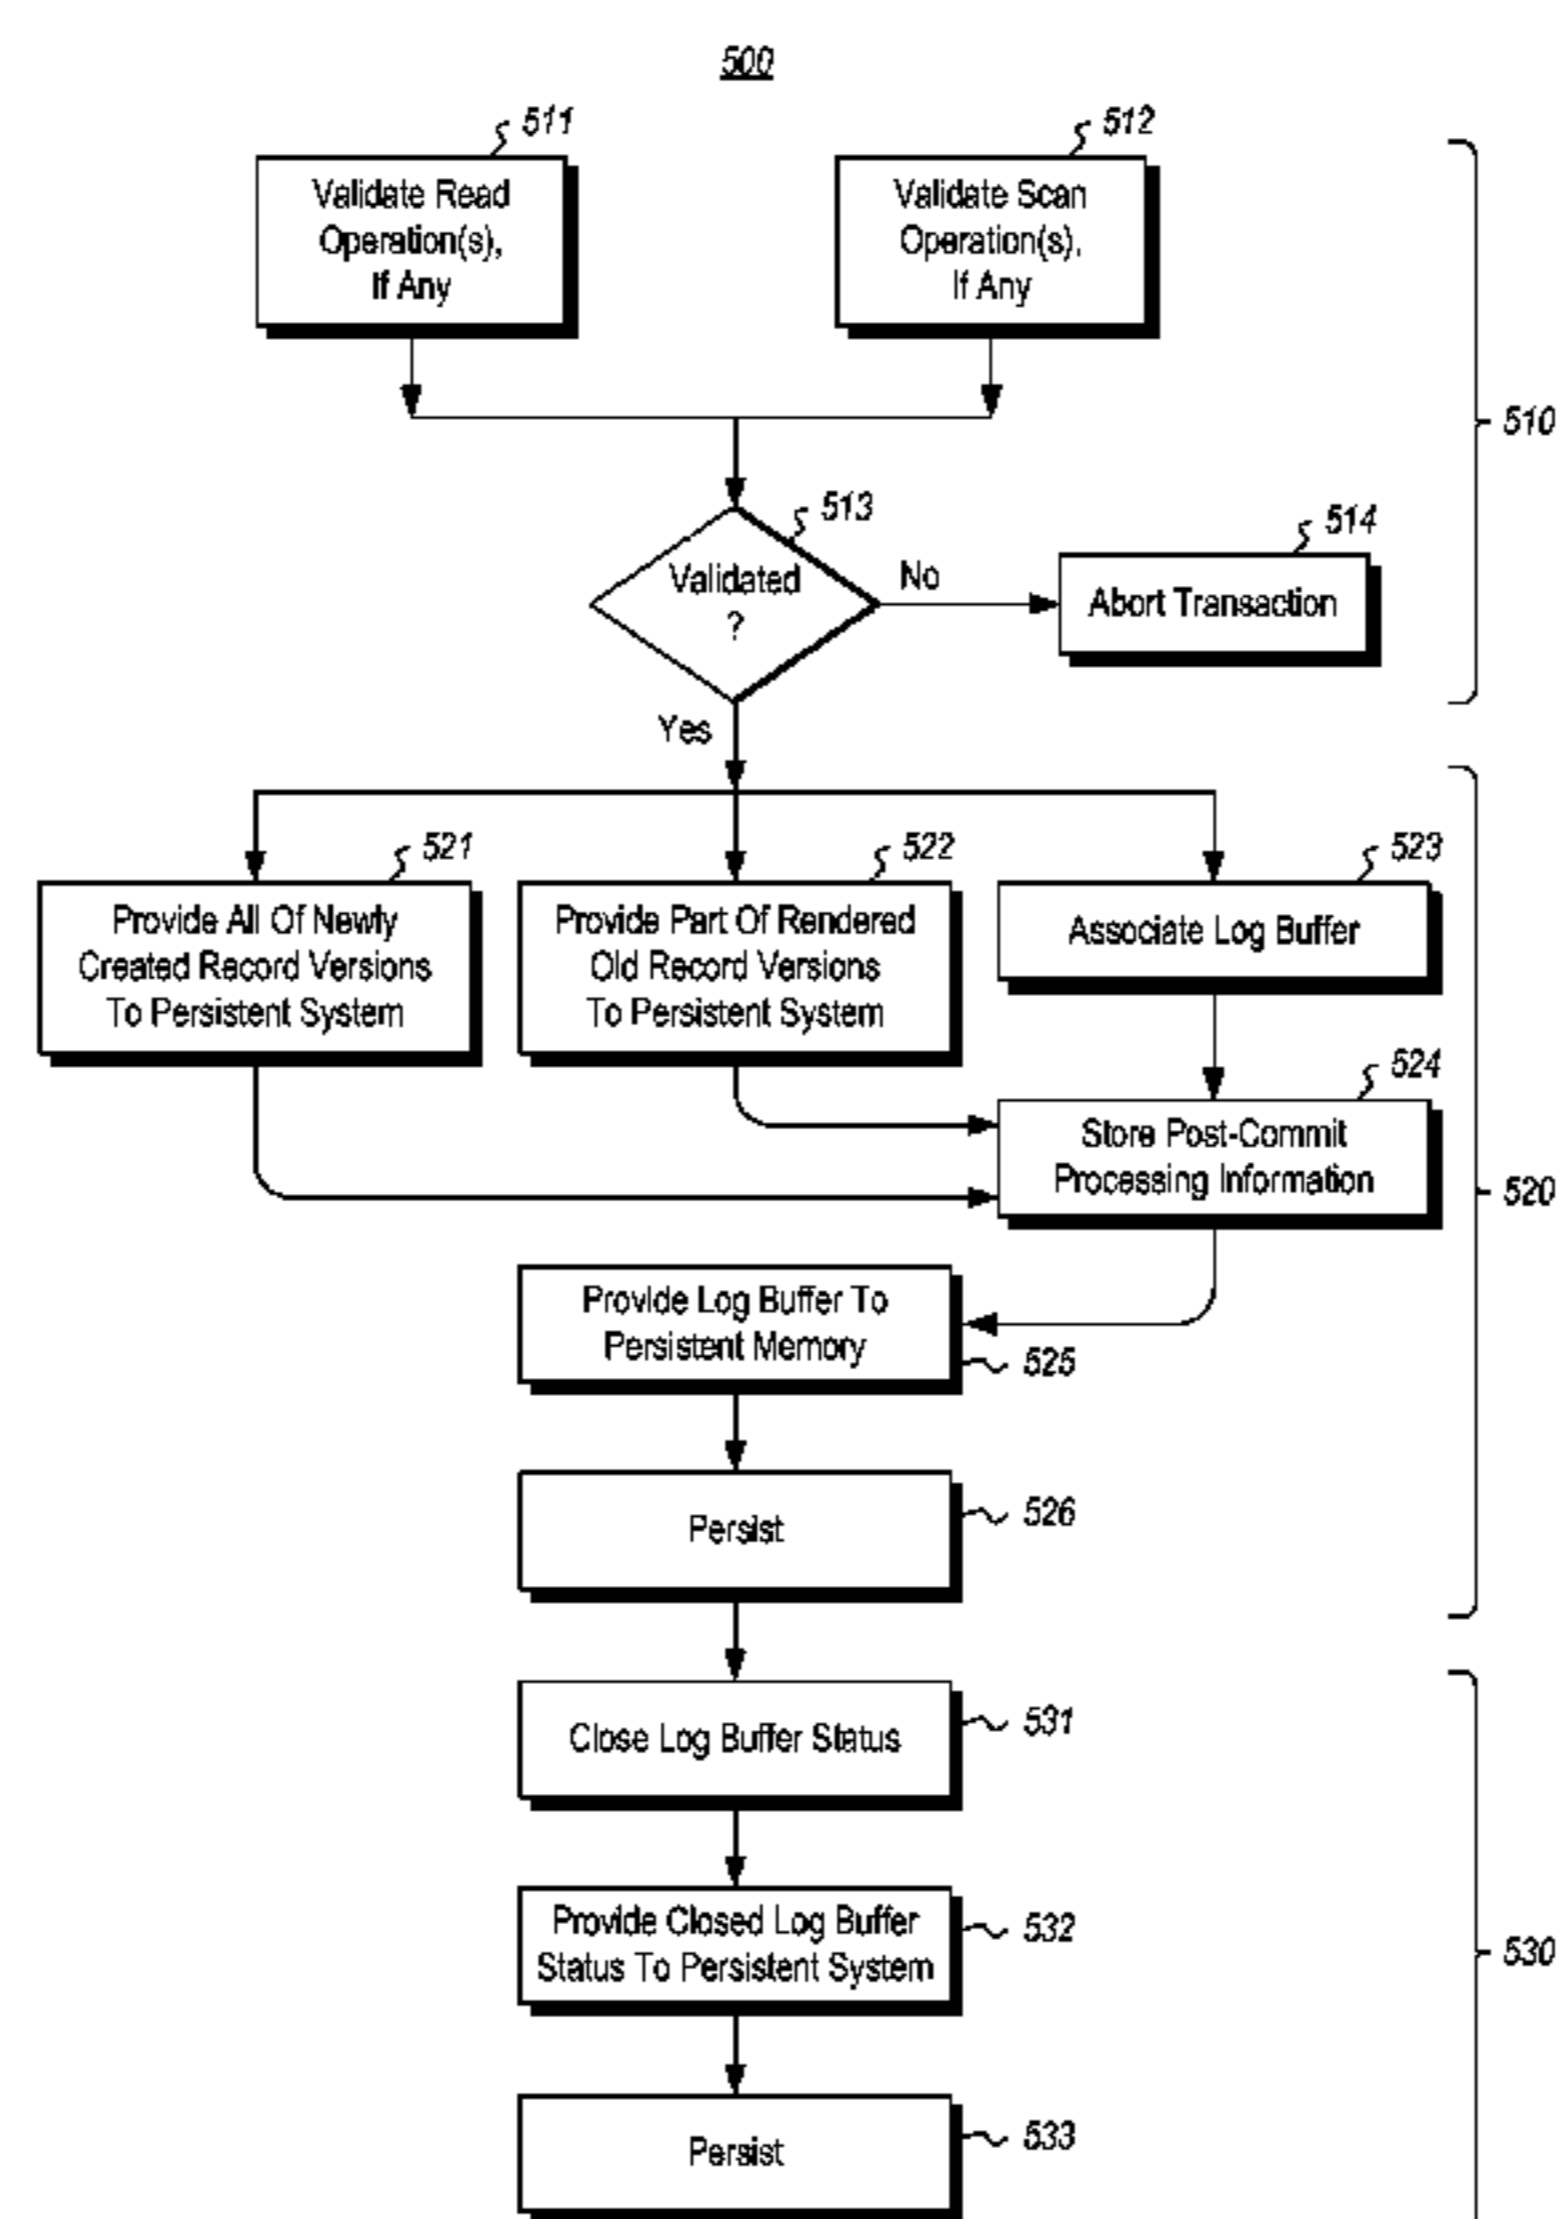 500
511
512
Validate Read
Operation(s),
If Any
Validate Scan
Operation(s),
If Any
510
513
514
Validated
?
No
Abort Transaction
Yes
521
522
523
Provide All Of Newly
Created Record Versions
To Persistent System
Provide Part Of Rendered
Old Record Versions
To Persistent System
Associate Log Buffer
524
Store Post-Commit
Processing Information
520
Provide Log Buffer To
Persistent Memory
525
Persist
526
Close Log Buffer Status
531
Provide Closed Log Buffer
Status To Persistent System
532
530
Persist
533